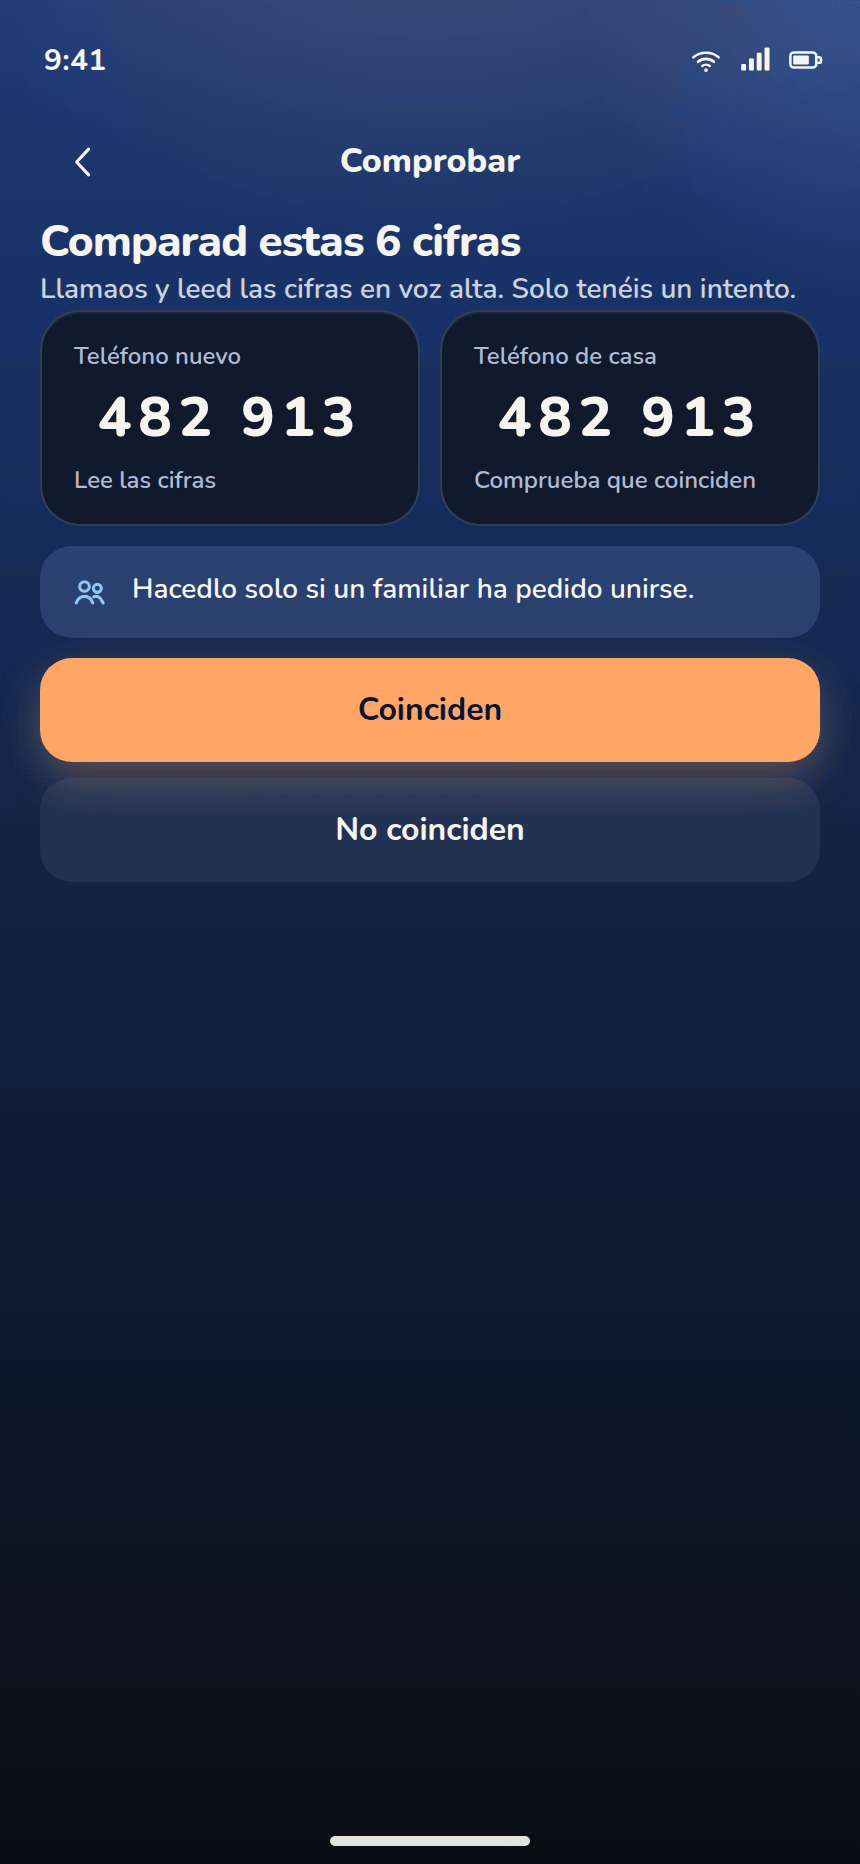 9:41
Comprobar
Comparad estas 6 cifras
Llamaos y leed las cifras en voz alta. Solo tenéis un intento.
Teléfono nuevo
482 913
Lee las cifras
Teléfono de casa
482 913
Comprueba que coinciden
Hacedlo solo si un familiar ha pedido unirse.
Coinciden
No coinciden